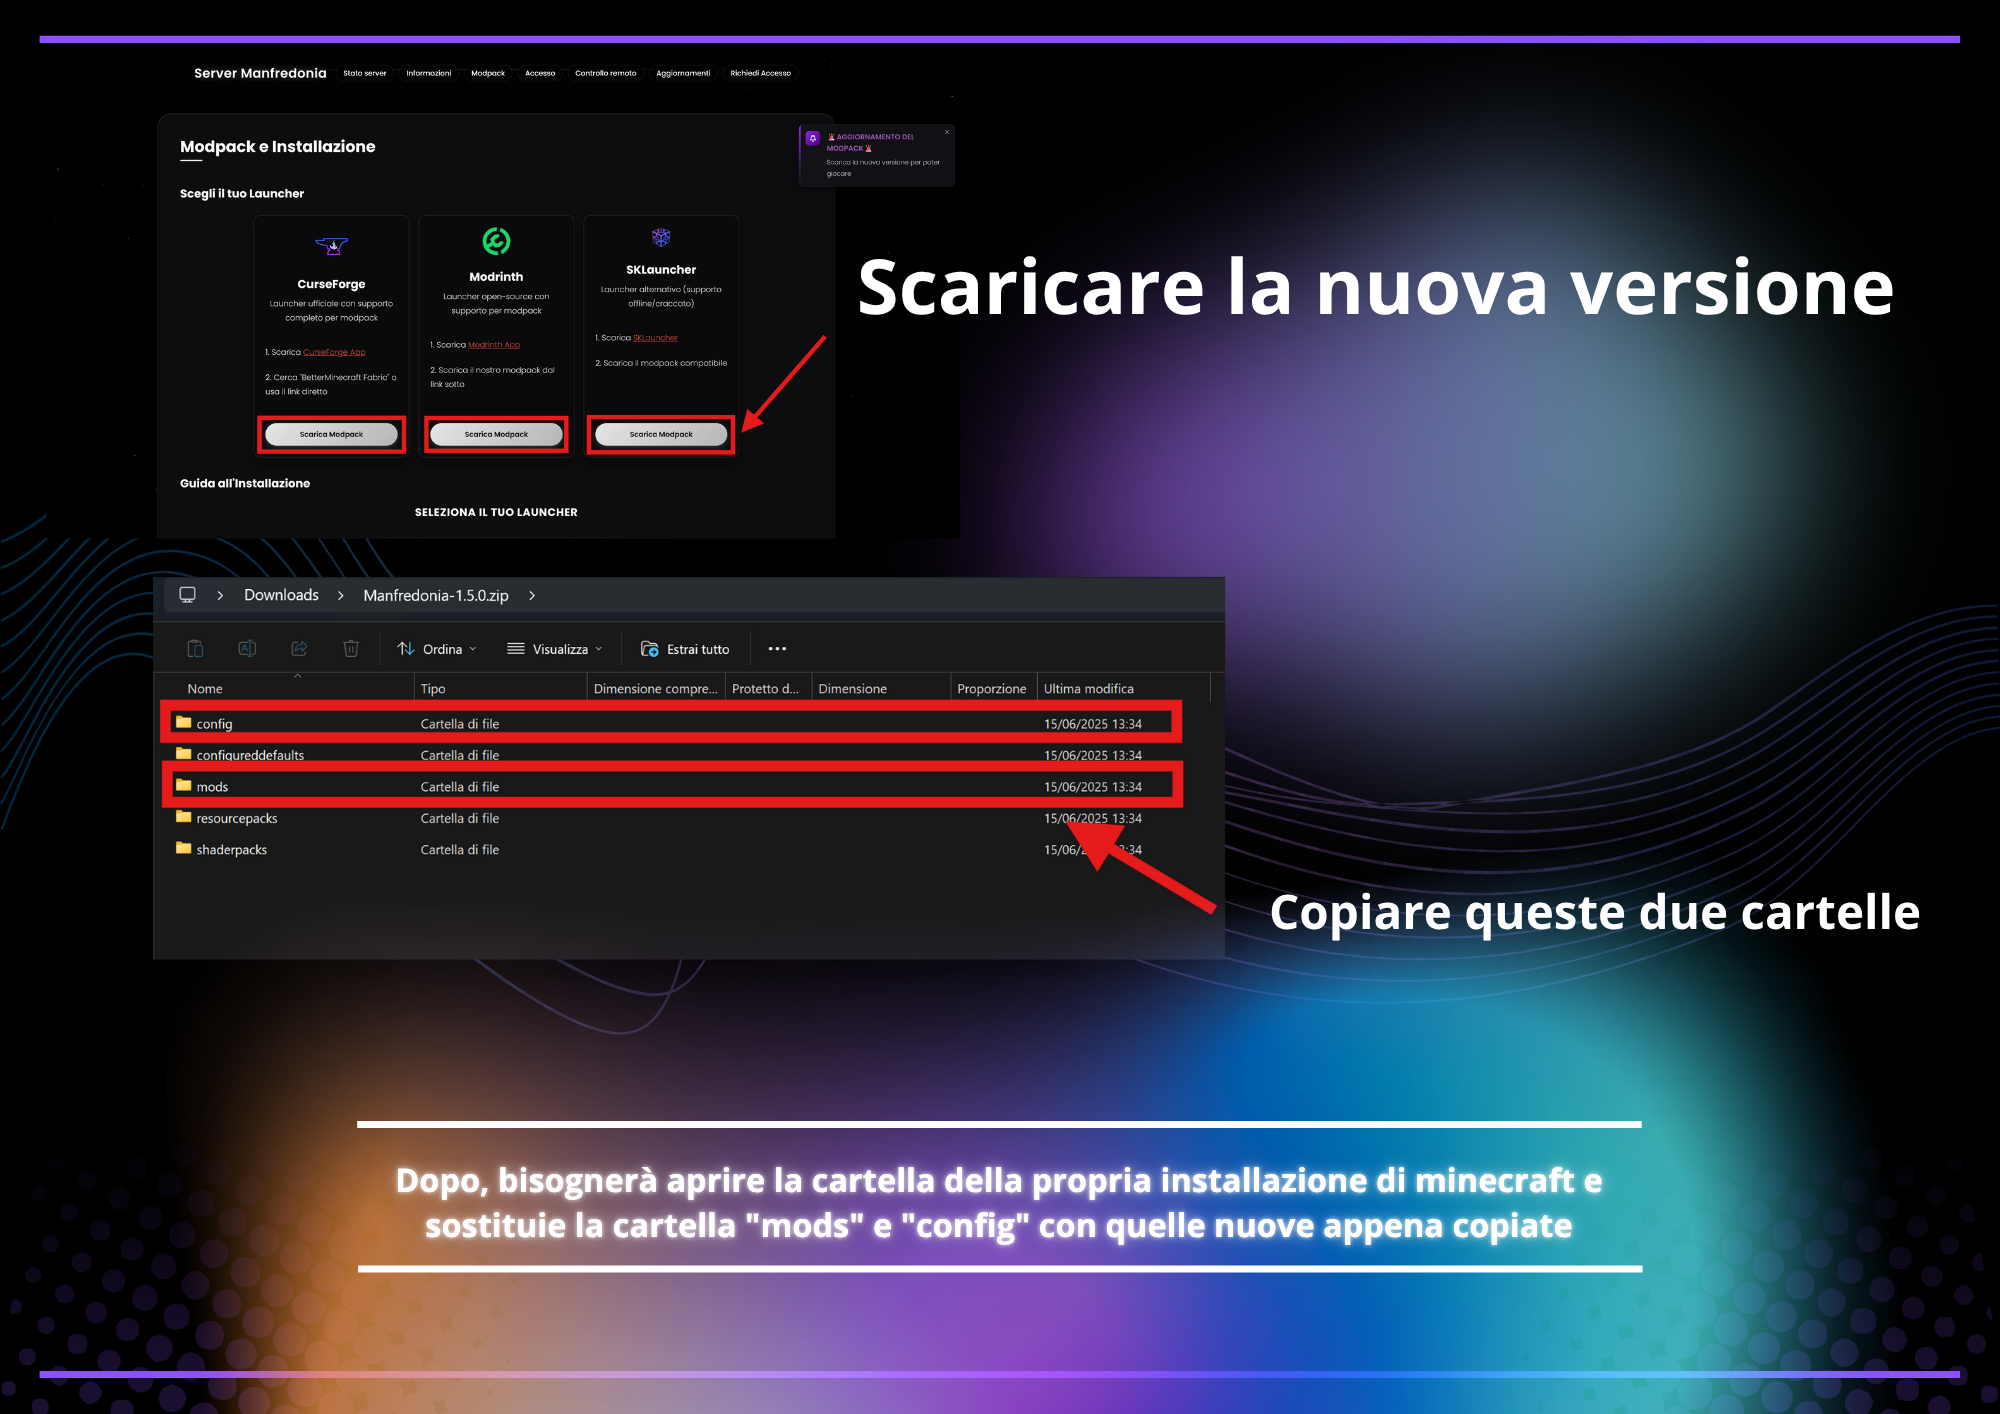 Server Manfredonia Stato server Informazioni Modpack Accesso Controllo remoto Aggiornamenti Richiedi Accesso
Modpack e Installazione
🚨 AGGIORNAMENTO DEL
MODPACK 🚨
Scarica la nuova versione per poter
giocare
Scegli il tuo Launcher
CurseForge
Launcher ufficiale con supporto
completo per modpack
1. Scarica CurseForge App
2. Cerca "BetterMinecraft Fabric" o
usa il link diretto
Scarica Modpack
Modrinth
Launcher open-source con
supporto per modpack
1. Scarica Modrinth App
2. Scarica il nostro modpack dal
link sotto
Scarica Modpack
SKLauncher
Launcher alternativo (supporto
offline/craccato)
1. Scarica SKLauncher
2. Scarica il modpack compatibile
Scarica Modpack
Guida all'Installazione
SELEZIONA IL TUO LAUNCHER
Scaricare la nuova versione
Downloads > Manfredonia-1.5.0.zip >
Ordina Visualizza Estrai tutto ...
Nome Tipo Dimensione compre... Protetto d... Dimensione Proporzione Ultima modifica
config Cartella di file 15/06/2025 13:34
configureddefaults Cartella di file 15/06/2025 13:34
mods Cartella di file 15/06/2025 13:34
resourcepacks Cartella di file 15/06/2025 13:34
shaderpacks Cartella di file 15/06/2 :34
Copiare queste due cartelle
Dopo, bisognerà aprire la cartella della propria installazione di minecraft e
sostituie la cartella "mods" e "config" con quelle nuove appena copiate